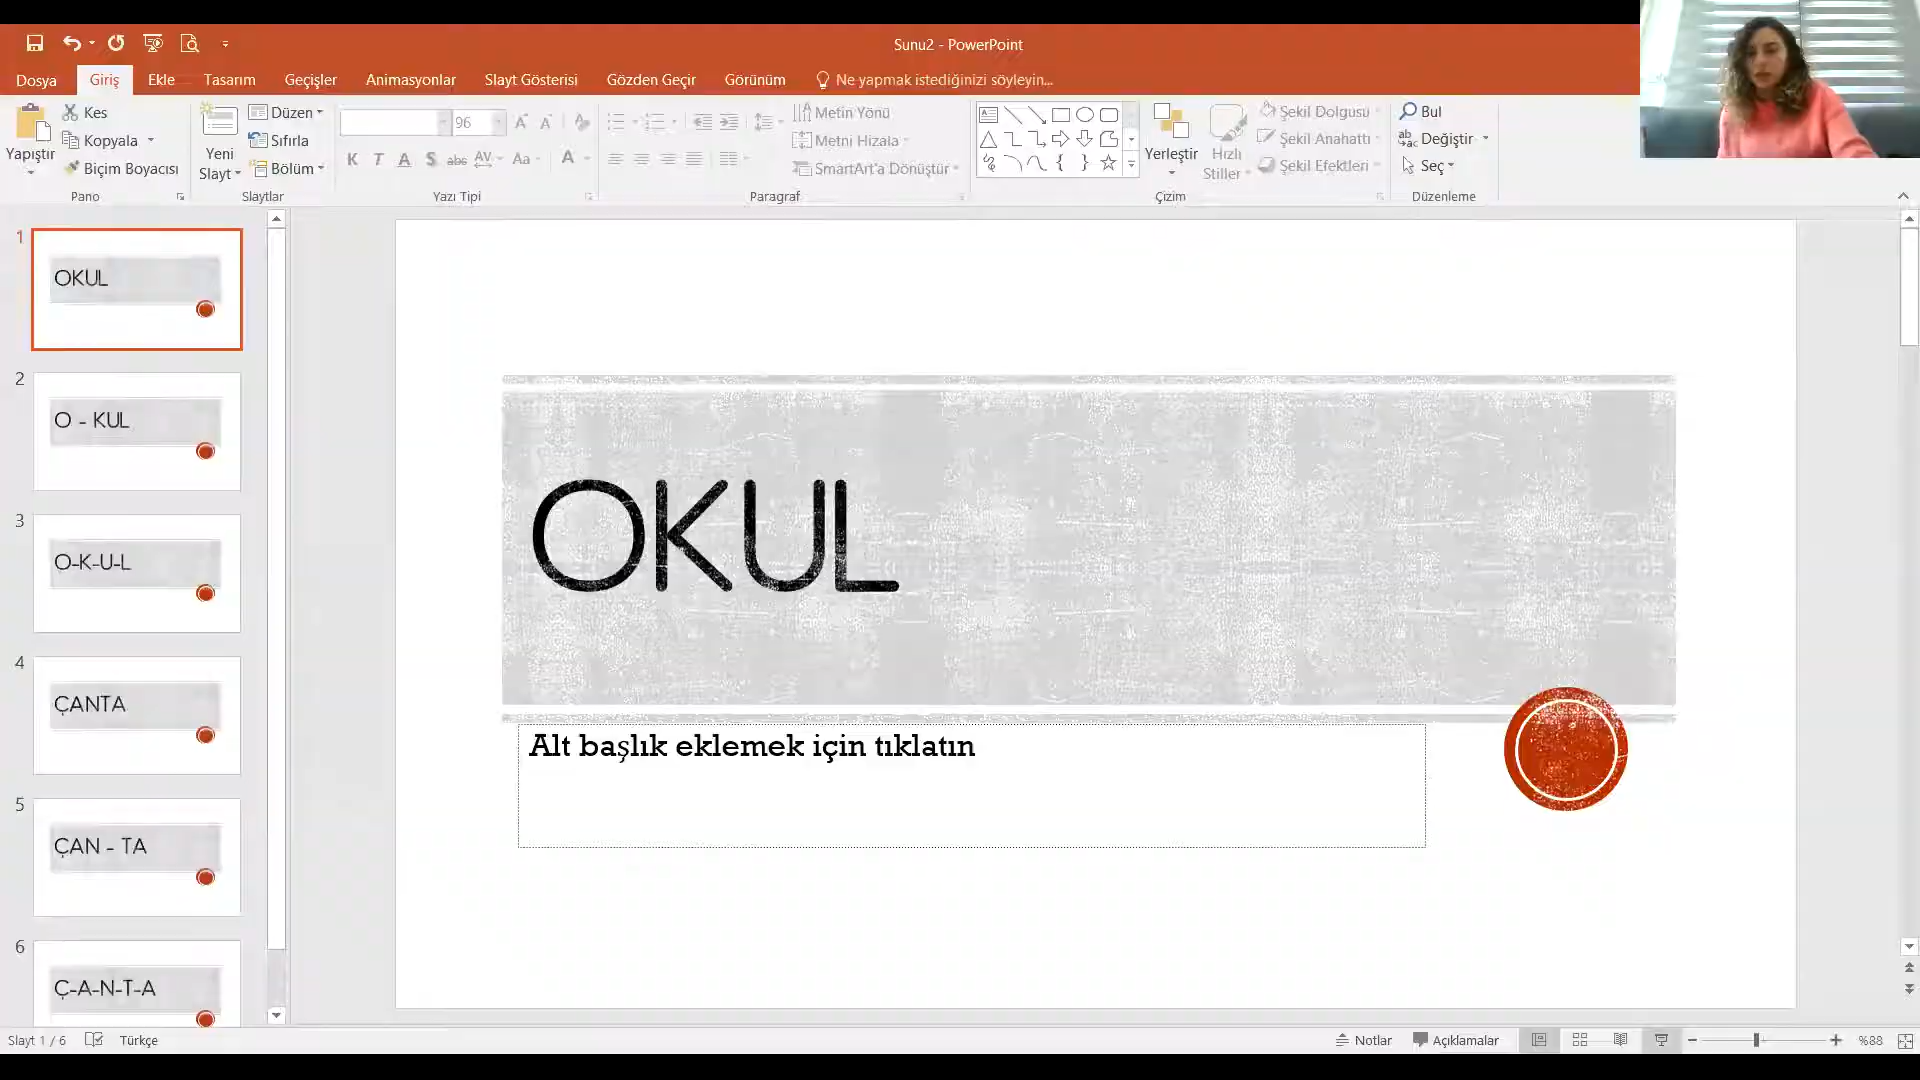 Sunu2 - PowerPoint
Dosya Giriş Ekle Tasarım Geçişler Animasyonlar Slayt Gösterisi Gözden Geçir Görünüm Ne yapmak istediğinizi söyleyin...
Yapıştır
Kes
Kopyala
Biçim Boyacısı
Pano
Yeni Slayt
Düzen
Sıfırla
Bölüm
Slaytlar
96
K T A S abc AV Aa A
Yazı Tipi
Metin Yönü
Metni Hizala
SmartArt'a Dönüştür
Paragraf
Yerleştir
Hızlı Stiller
Şekil Dolgusu
Şekil Anahattı
Şekil Efektleri
Çizim
Bul
Değiştir
Seç
Düzenleme
1
OKUL
2
O - KUL
3
O-K-U-L
4
ÇANTA
5
ÇAN - TA
6
Ç-A-N-T-A
OKUL
Alt başlık eklemek için tıklatın
Slayt 1 / 6 Türkçe Notlar Açıklamalar %88